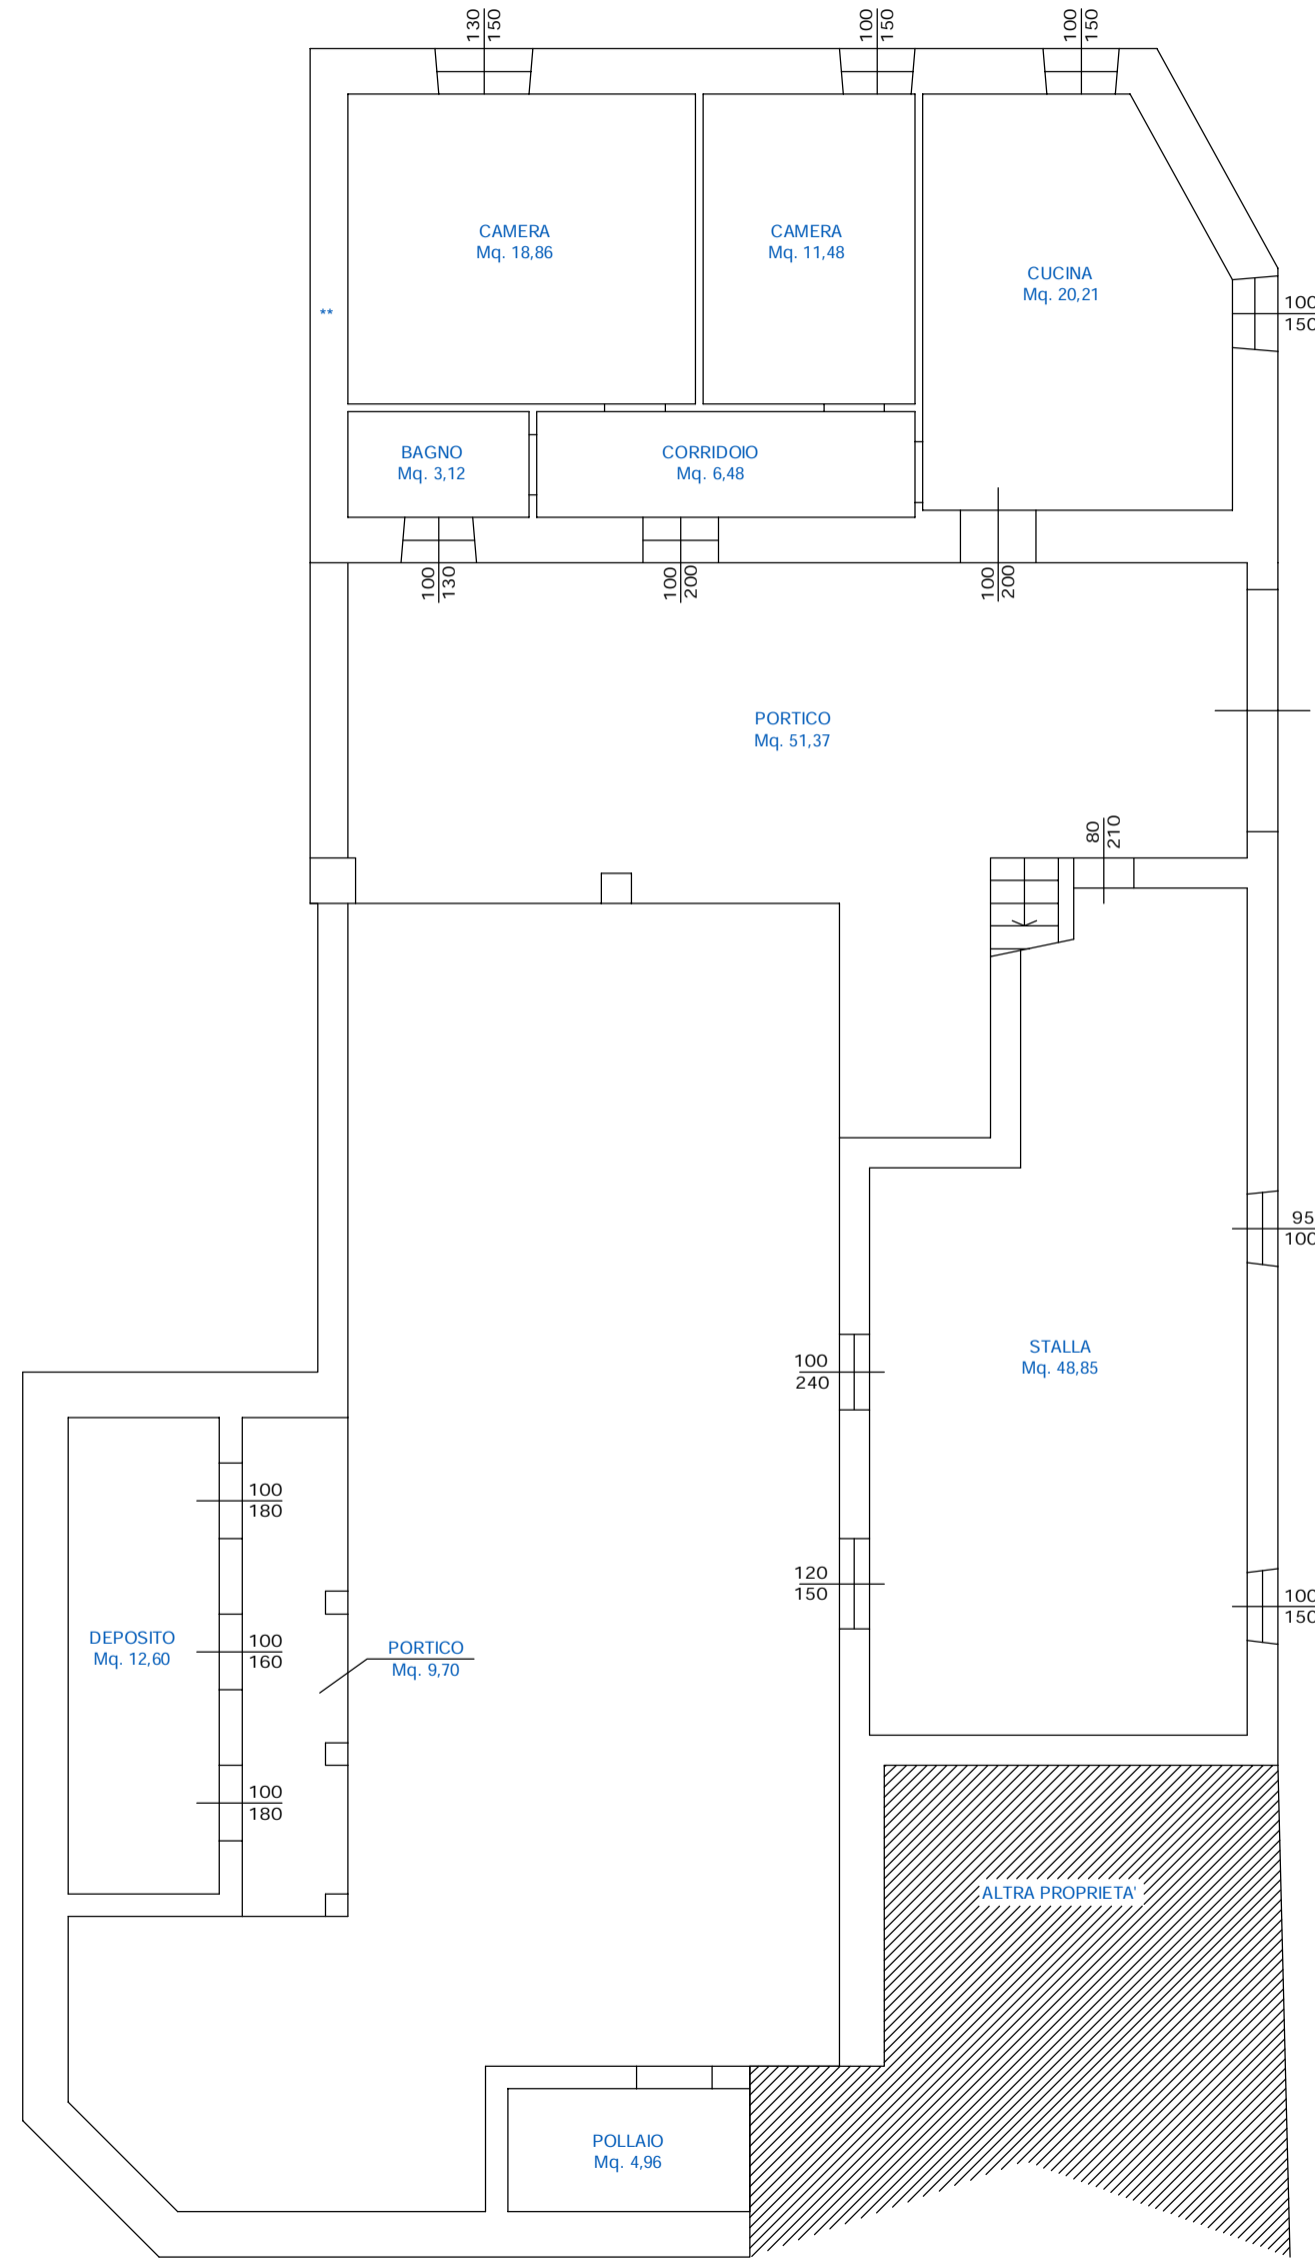 130
150
100
150
100
150
CAMERA
Mq. 18,86
CAMERA
Mq. 11,48
CUCINA
Mq. 20,21
**
100
150
BAGNO
Mq. 3,12
CORRIDOIO
Mq. 6,48
100
130
100
200
100
200
PORTICO
Mq. 51,37
80
210
95
100
STALLA
Mq. 48,85
100
240
100
180
120
150
100
150
DEPOSITO
Mq. 12,60
100
160
PORTICO
Mq. 9,70
100
180
ALTRA PROPRIETA'
POLLAIO
Mq. 4,96